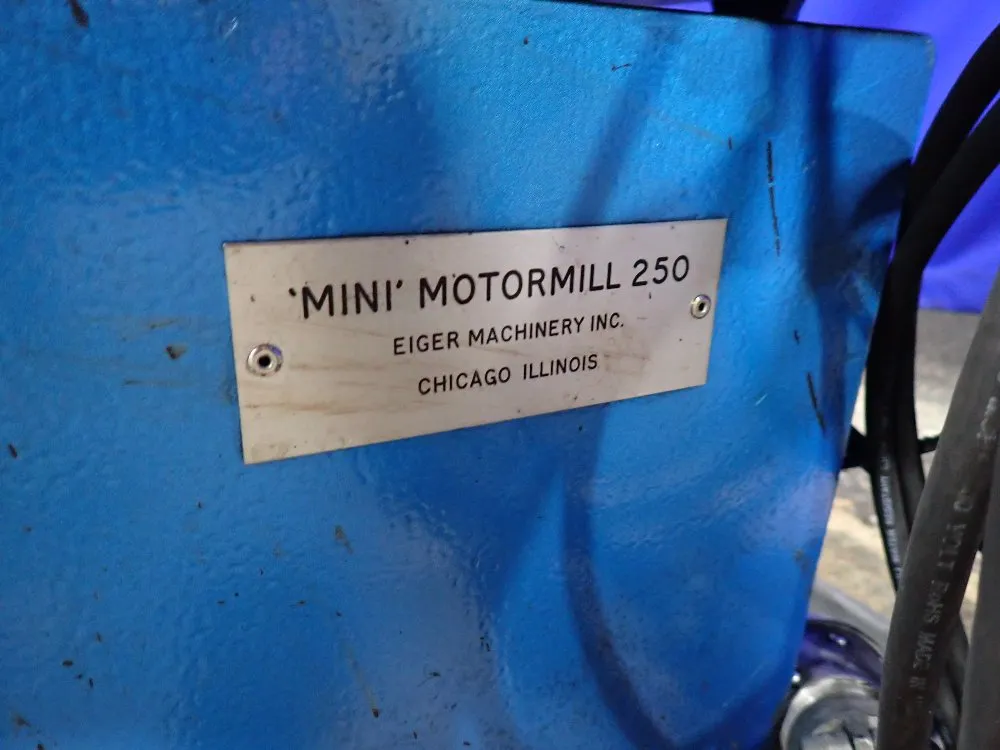 'MINI' MOTORMILL 250
EIGER MACHINERY INC.
CHICAGO ILLINOIS